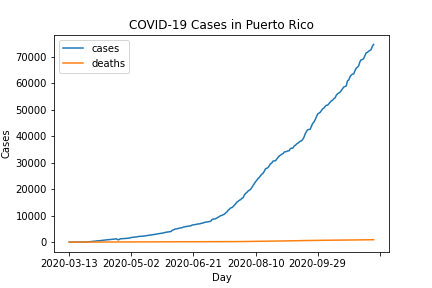 COVID-19 Cases in Puerto Rico
cases
deaths
Cases
70000
60000
50000
40000
30000
20000
10000
0
2020-03-13 2020-05-02 2020-06-21 2020-08-10 2020-09-29
Day